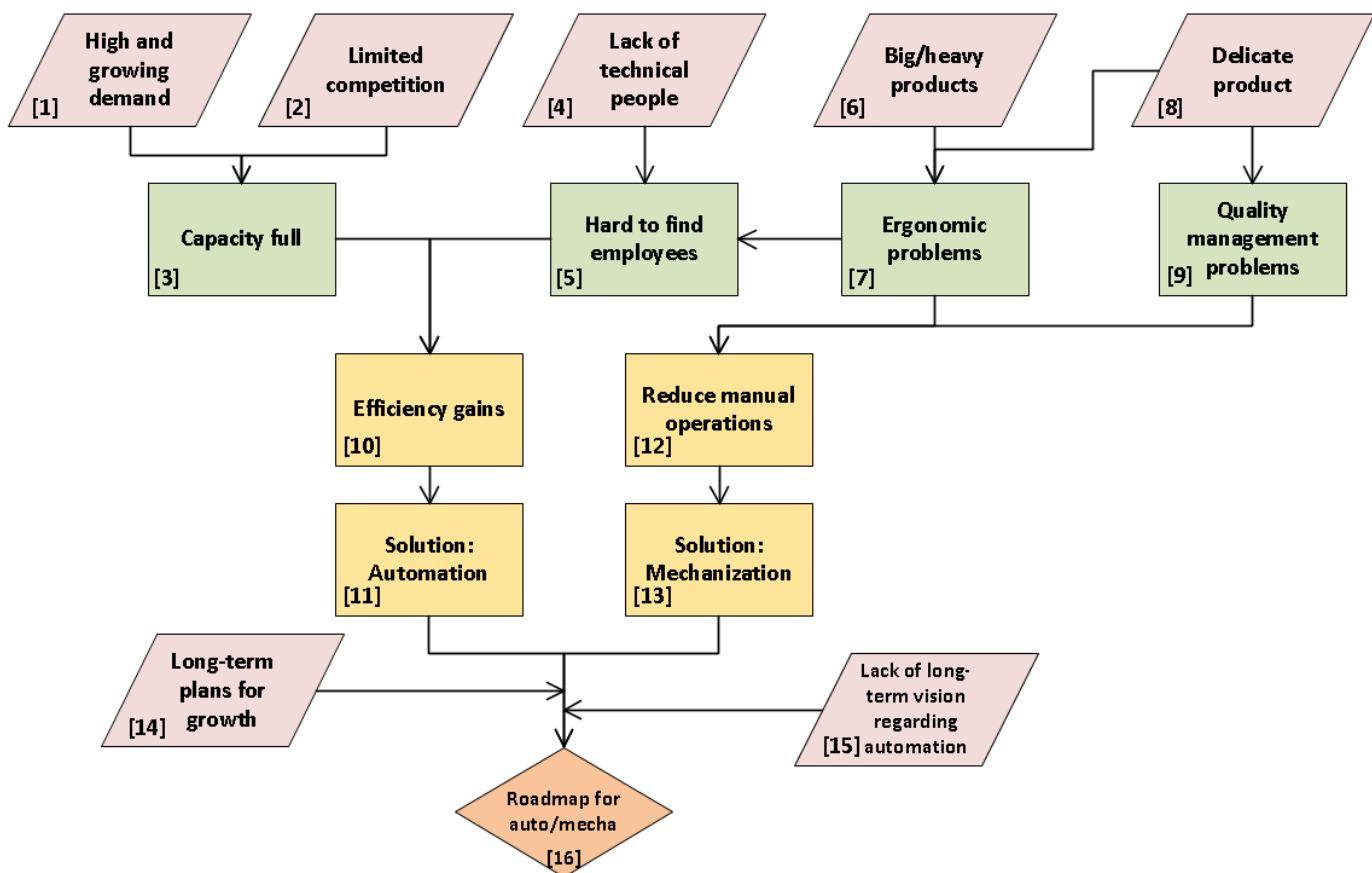 High and
growing
demand
[1]
Limited
competition
[2]
Lack of
technical
people
[4]
Big/heavy
products
[6]
Delicate
product
[8]
Capacity full
[3]
Hard to find
employees
[5]
Ergonomic
problems
[7]
Quality
management
problems
[9]
Efficiency gains
[10]
Reduce manual
operations
[12]
Solution:
Automation
[11]
Solution:
Mechanization
[13]
Long-term
plans for
growth
[14]
Lack of long-
term vision
regarding
automation
[15]
Roadmap for
auto/mecha
[16]